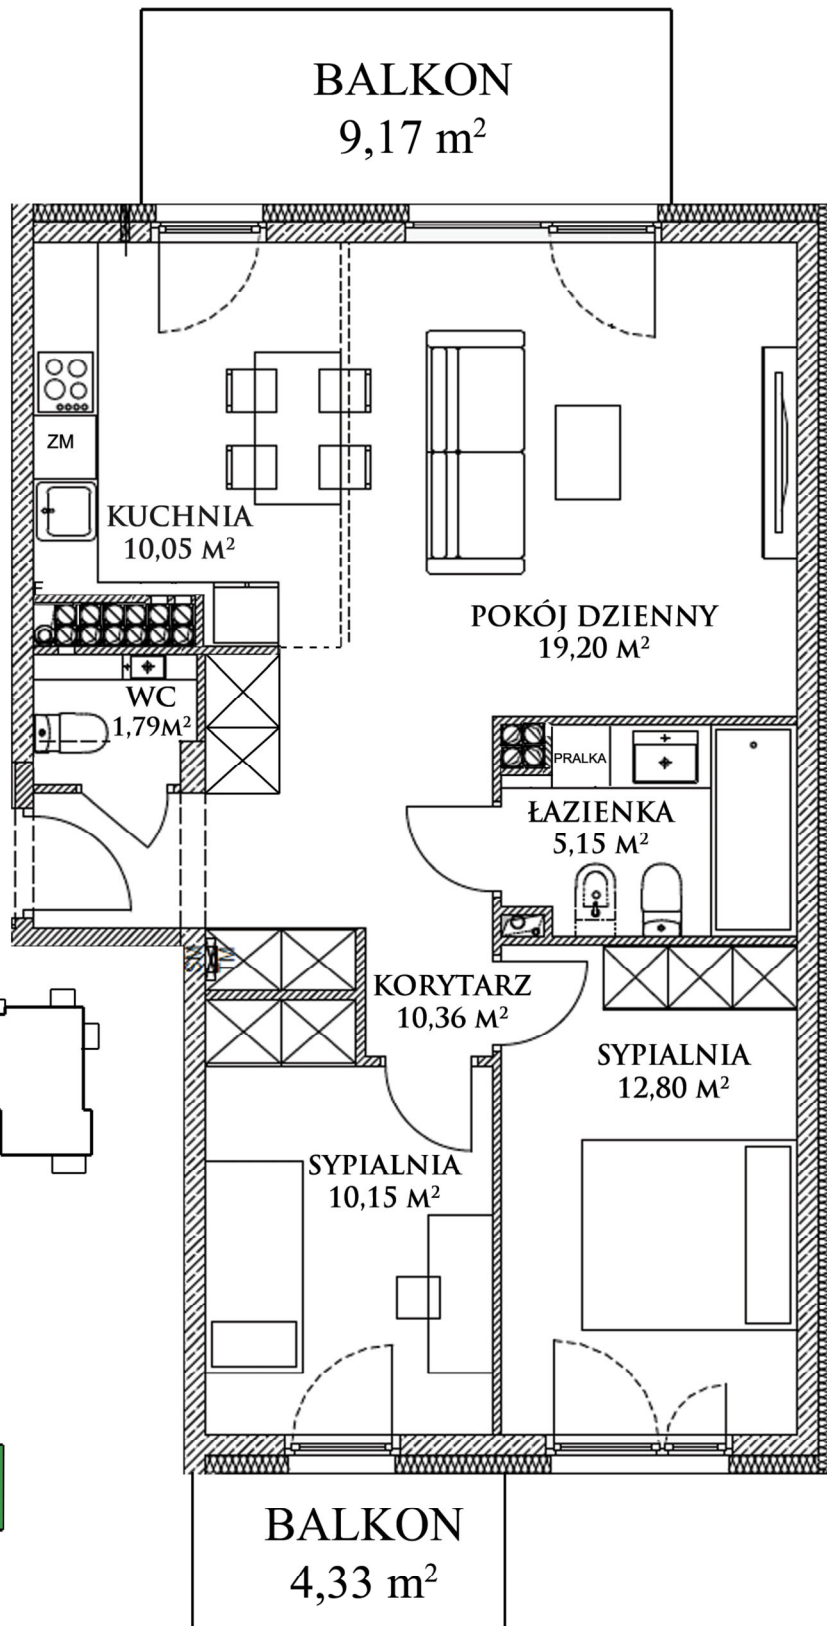 BALKON
9,17 m²
ZM
KUCHNIA
10,05 M²
POKÓJ DZIENNY
19,20 M²
WC
1,79M²
PRALKA
ŁAZIENKA
5,15 M²
KORYTARZ
10,36 M²
SYPIALNIA
12,80 M²
SYPIALNIA
10,15 M²
BALKON
4,33 m²